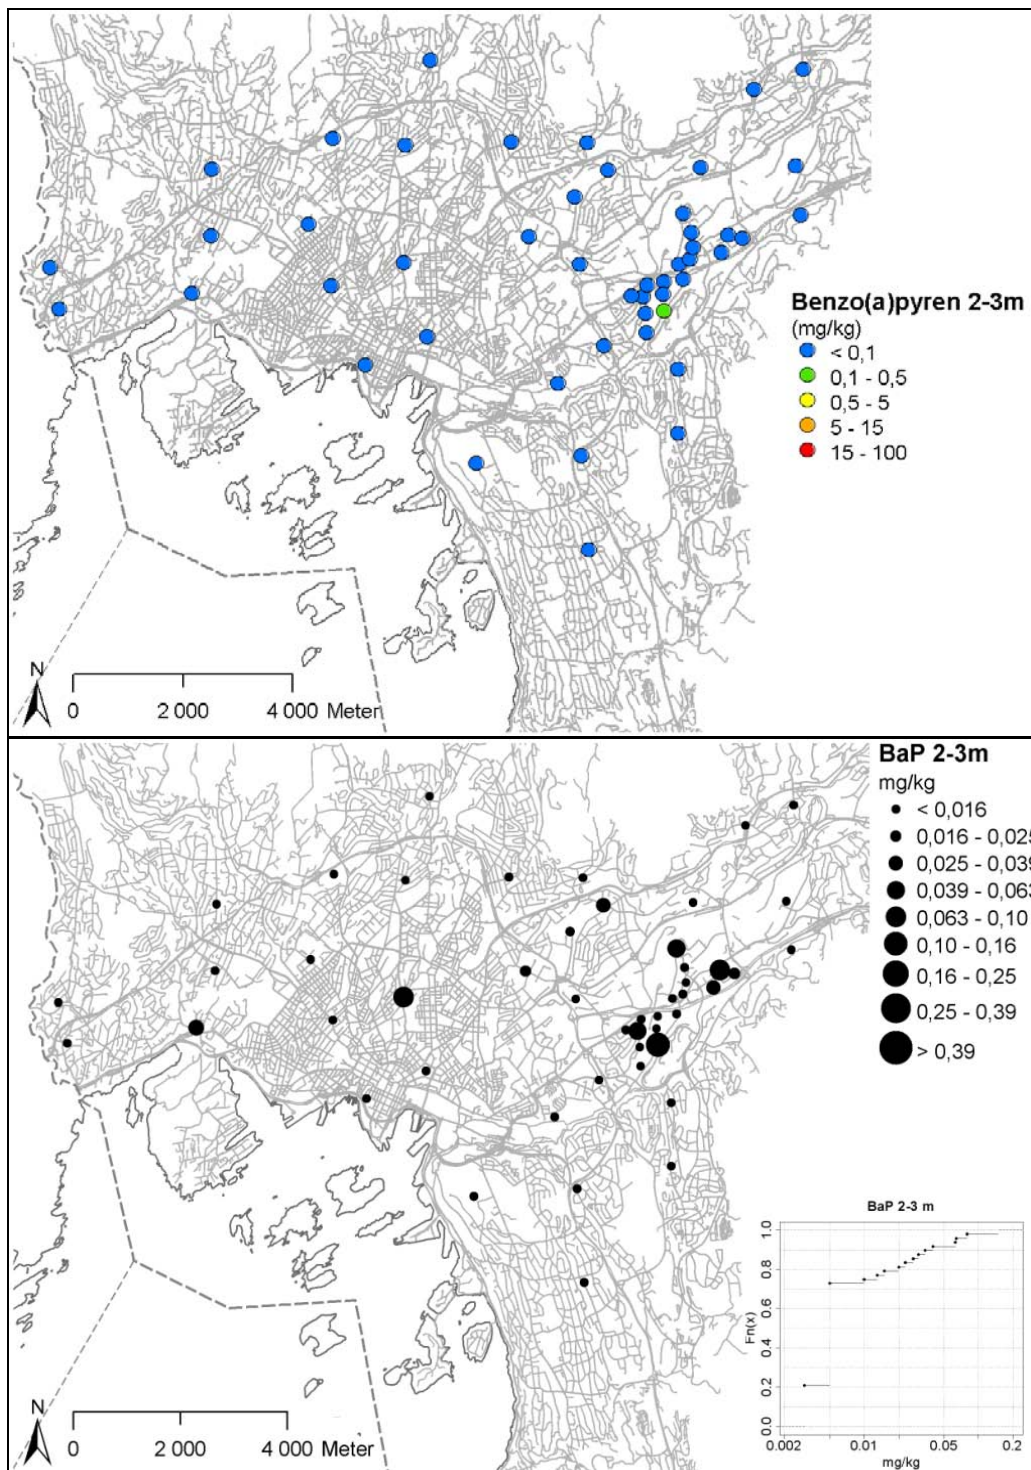 Benzo(a)pyren 2-3m
(mg/kg)
< 0,1
0,1 - 0,5
0,5 - 5
5 - 15
15 - 100
N
0 2 000 4 000 Meter
BaP 2-3m
mg/kg
< 0,016
0,016 - 0,025
0,025 - 0,039
0,039 - 0,063
0,063 - 0,10
0,10 - 0,16
0,16 - 0,25
0,25 - 0,39
> 0,39
BaP 2-3 m
1.0
0.8
0.6
0.4
0.2
0.0
Fn(x)
0.002 0.01 0.05 0.2
mg/kg
N
0 2 000 4 000 Meter